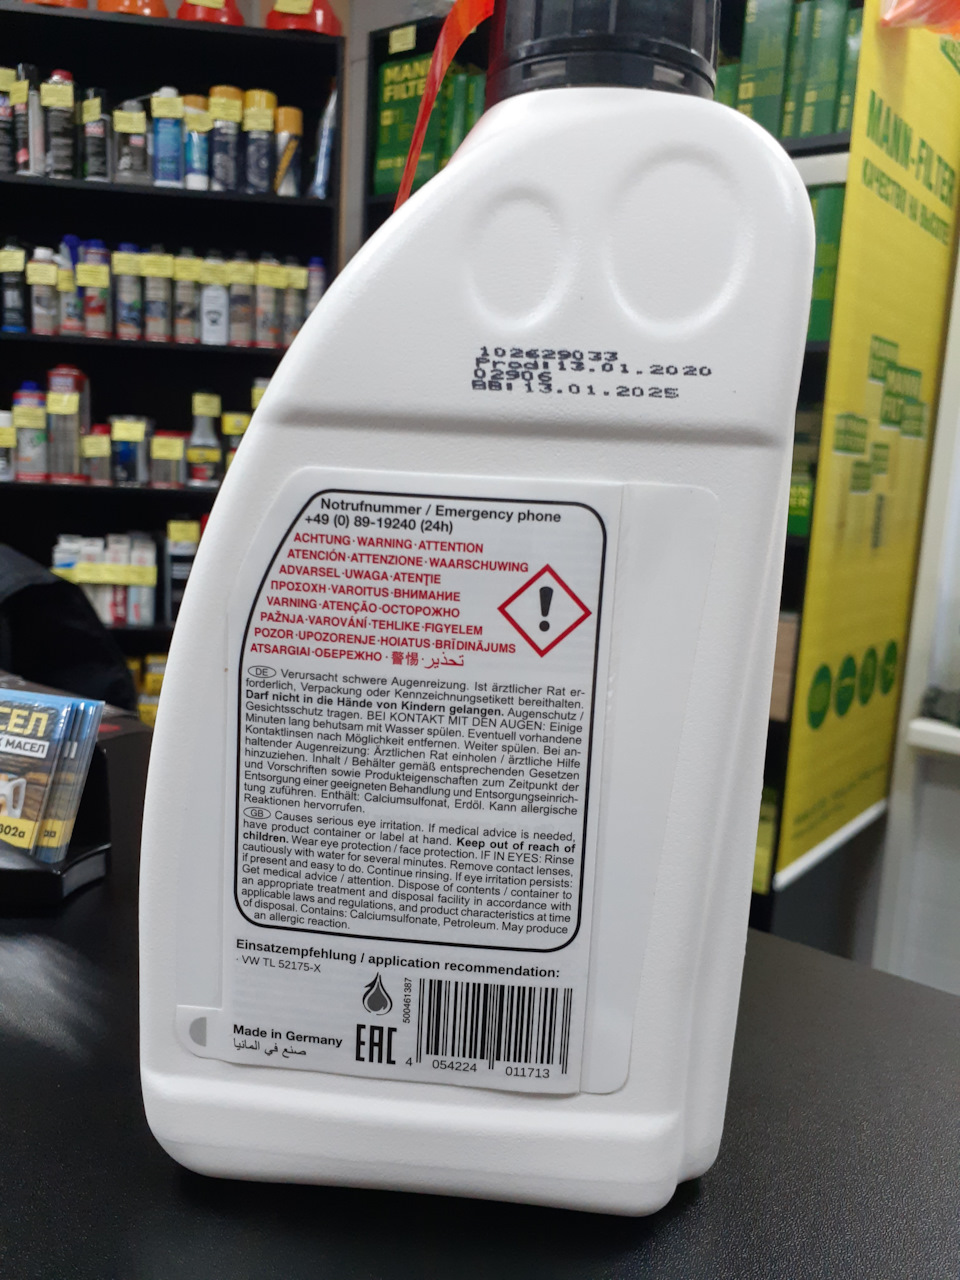 MANN
FILTER
MANN-FILTER
КАЧЕСТВО НА ВЫСОТЕ!
102629033
Prod: 13.01.2020
02906
BB: 13.01.2025
Notrufnummer / Emergency phone
+49 (0) 89-19240 (24h)
ACHTUNG·WARNING·ATTENTION
ATENCIÓN·ATTENZIONE·WAARSCHUWING
ADVARSEL·UWAGA·ATENŢIE
ΠΡΟΣΟΧΗ·VAROITUS·ВНИМАНИЕ
VARNING·ATENÇÃO·ОСТОРОЖНО
PAŽNJA·VAROVÁNÍ·TEHLIKE·FIGYELEM
POZOR·UPOZORENJE·HOIATUS·BRĪDINĀJUMS
ATSARGIAI·ОБЕРЕЖНО · 警惕· تحذير
DE Verursacht schwere Augenreizung. Ist ärztlicher Rat er-
forderlich, Verpackung oder Kennzeichnungsetikett bereithalten.
Darf nicht in die Hände von Kindern gelangen. Augenschutz /
Gesichtsschutz tragen. BEI KONTAKT MIT DEN AUGEN: Einige
Minuten lang behutsam mit Wasser spülen. Eventuell vorhandene
Kontaktlinsen nach Möglichkeit entfernen. Weiter spülen. Bei an-
haltender Augenreizung: Ärztlichen Rat einholen / ärztliche Hilfe
hinzuziehen. Inhalt / Behälter gemäß entsprechenden Gesetzen
und Vorschriften sowie Produkteigenschaften zum Zeitpunkt der
Entsorgung einer geeigneten Behandlung und Entsorgungseinrich-
tung zuführen. Enthält: Calciumsulfonat, Erdöl. Kann allergische
Reaktionen hervorrufen.
GB Causes serious eye irritation. If medical advice is needed,
have product container or label at hand. Keep out of reach of
children. Wear eye protection / face protection. IF IN EYES: Rinse
cautiously with water for several minutes. Remove contact lenses,
if present and easy to do. Continue rinsing. If eye irritation persists:
Get medical advice / attention. Dispose of contents / container to
an appropriate treatment and disposal facility in accordance with
applicable laws and regulations, and product characteristics at time
of disposal. Contains: Calciumsulfonate, Petroleum. May produce
an allergic reaction.
Einsatzempfehlung / application recommendation:
· VW TL 52175-X
500461387
Made in Germany
صنع في المانيا
EAC
4 054224 011713
СЕЛ
Х МАСЕЛ